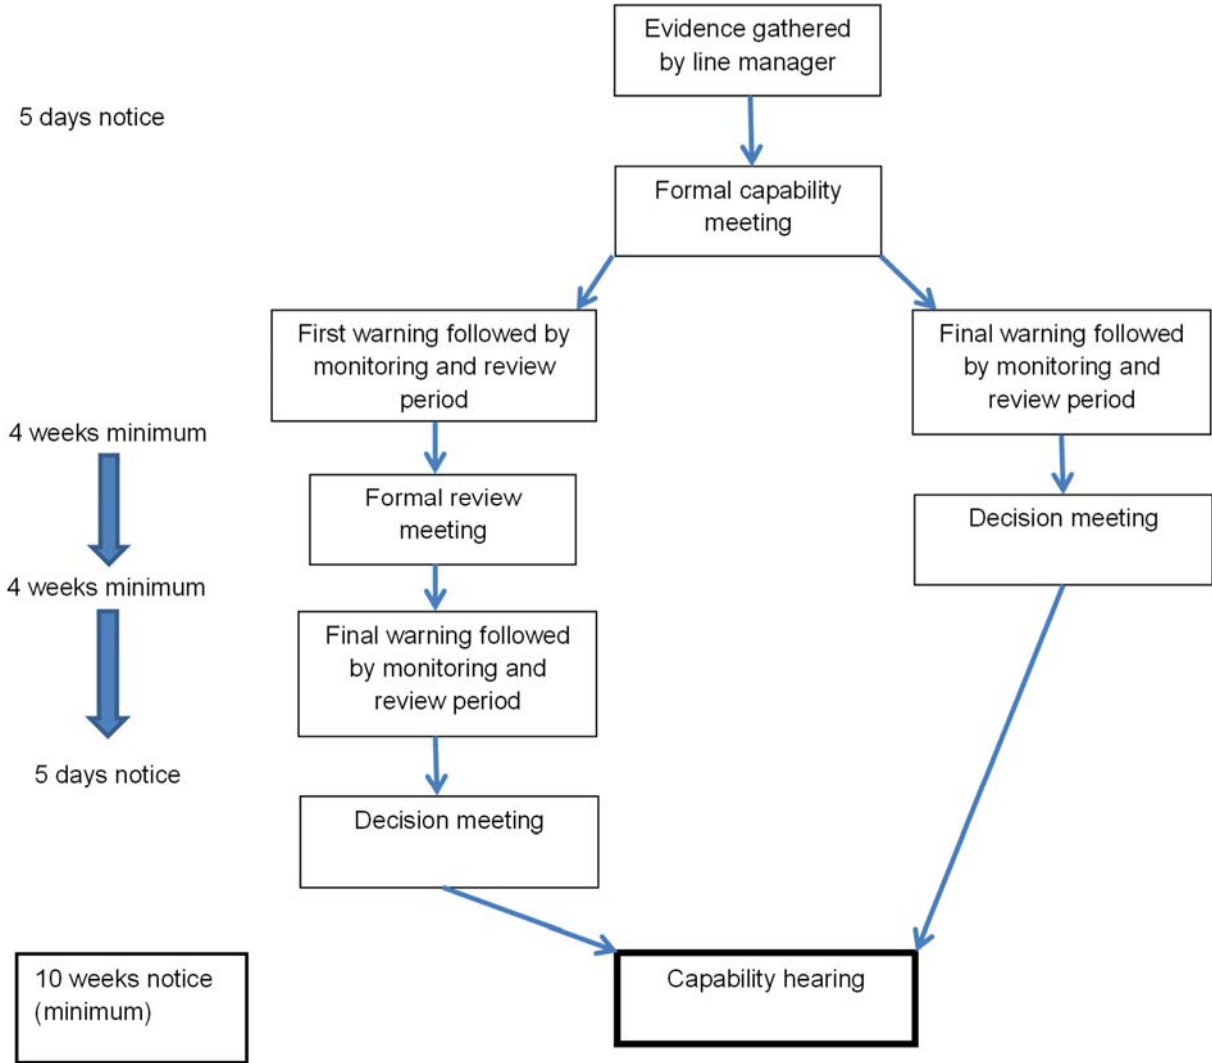 Evidence gathered
by line manager
5 days notice
Formal capability
meeting
First warning followed by
monitoring and review
period
Final warning followed
by monitoring and
review period
4 weeks minimum
Formal review
meeting
Decision meeting
4 weeks minimum
Final warning followed
by monitoring and
review period
5 days notice
Decision meeting
10 weeks notice
(minimum)
Capability hearing